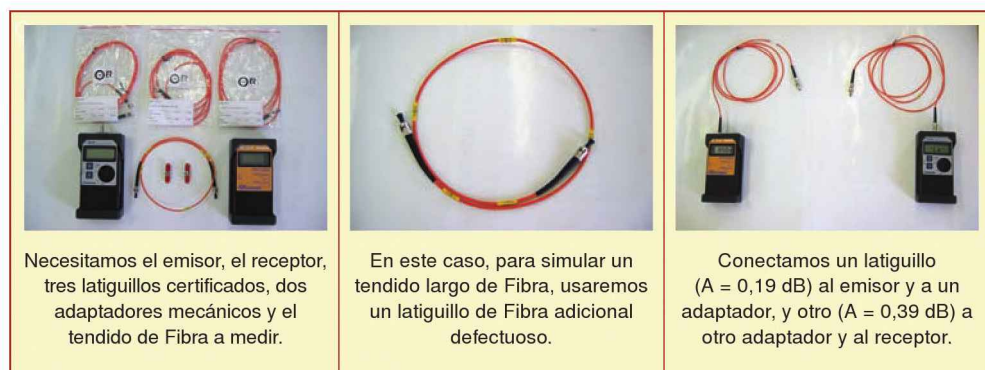 Necesitamos el emisor, el receptor,
tres latiguillos certificados, dos
adaptadores mecánicos y el
tendido de Fibra a medir.
En este caso, para simular un
tendido largo de Fibra, usaremos
un latiguillo de Fibra adicional
defectuoso.
Conectamos un latiguillo
(A = 0,19 dB) al emisor y a un
adaptador, y otro (A = 0,39 dB) a
otro adaptador y al receptor.